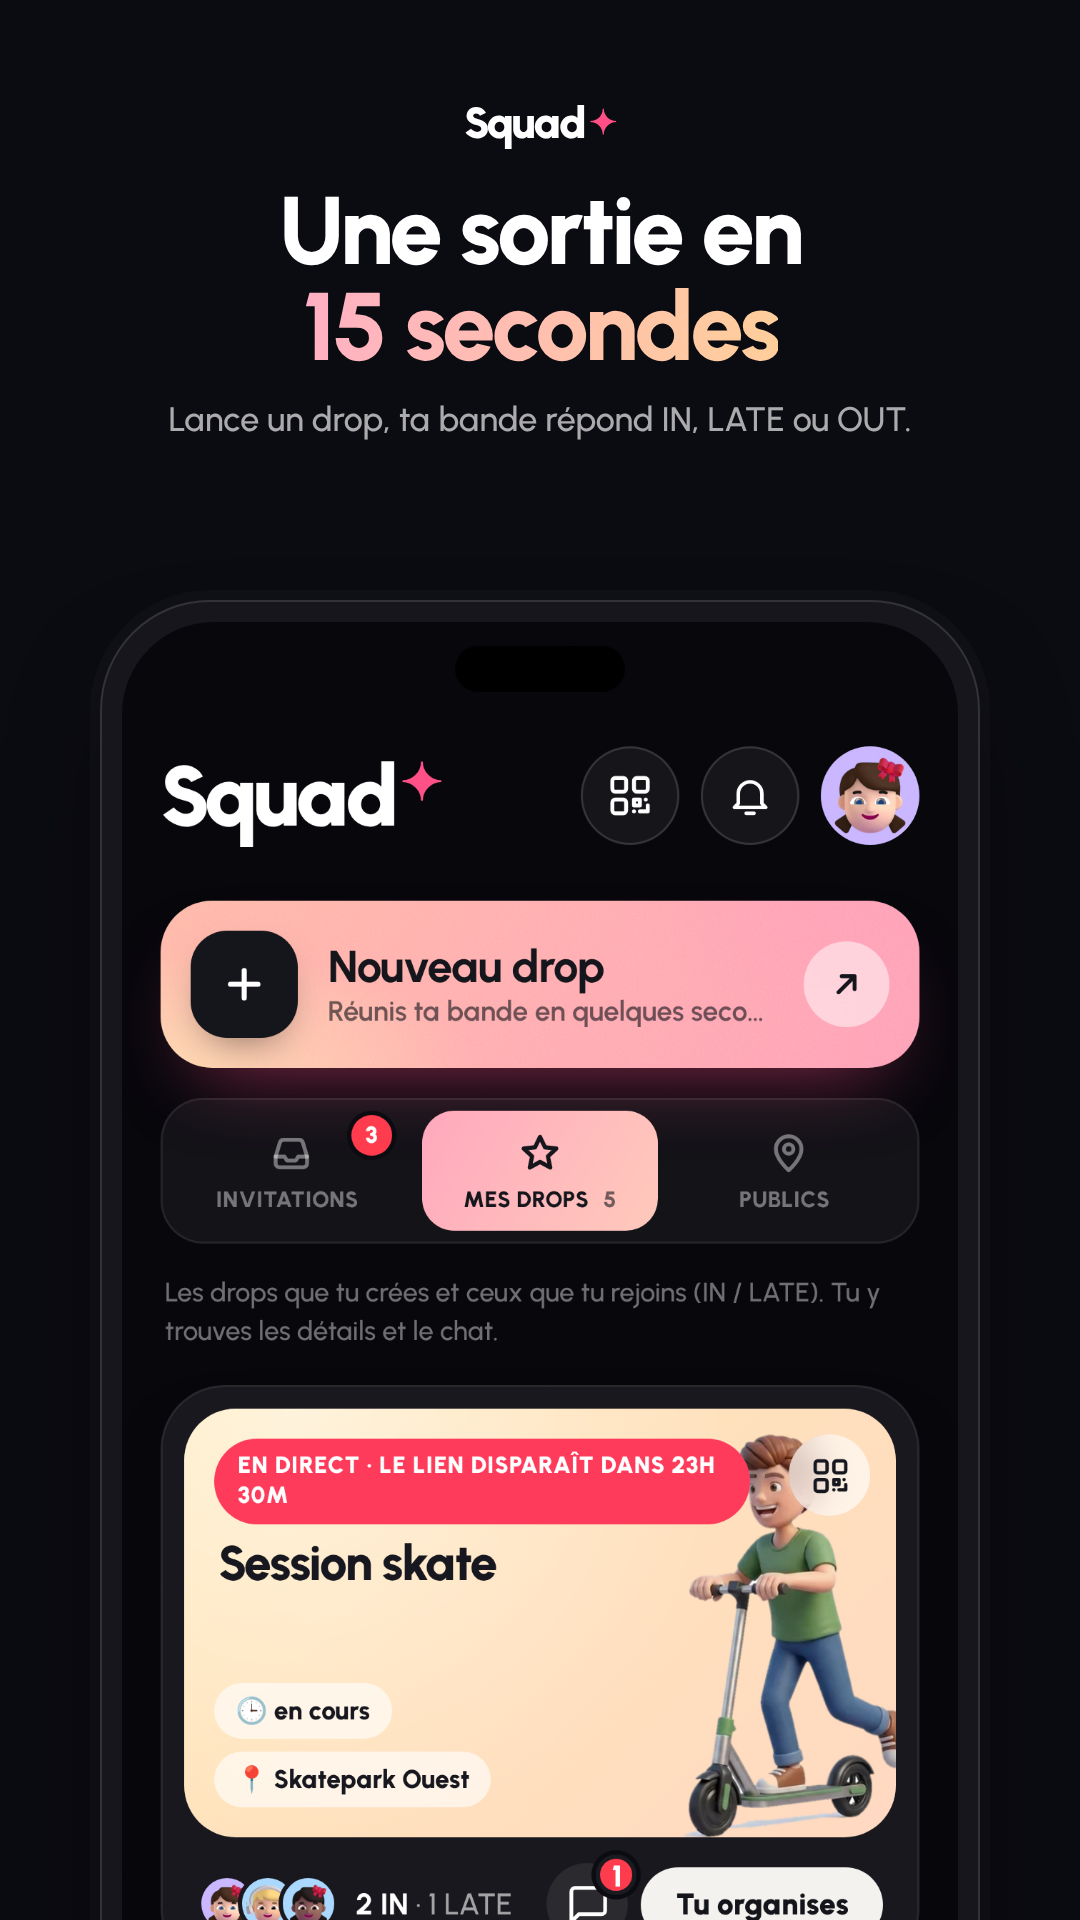 Squad
Une sortie en
15 secondes
Lance un drop, ta bande répond IN, LATE ou OUT.
Squad
Nouveau drop
Réunis ta bande en quelques seco...
3
INVITATIONS
MES DROPS 5
PUBLICS
Les drops que tu crées et ceux que tu rejoins (IN / LATE). Tu y
trouves les détails et le chat.
EN DIRECT · LE LIEN DISPARAÎT DANS 23H
30M
Session skate
en cours
Skatepark Ouest
2 IN · 1 LATE
1
Tu organises